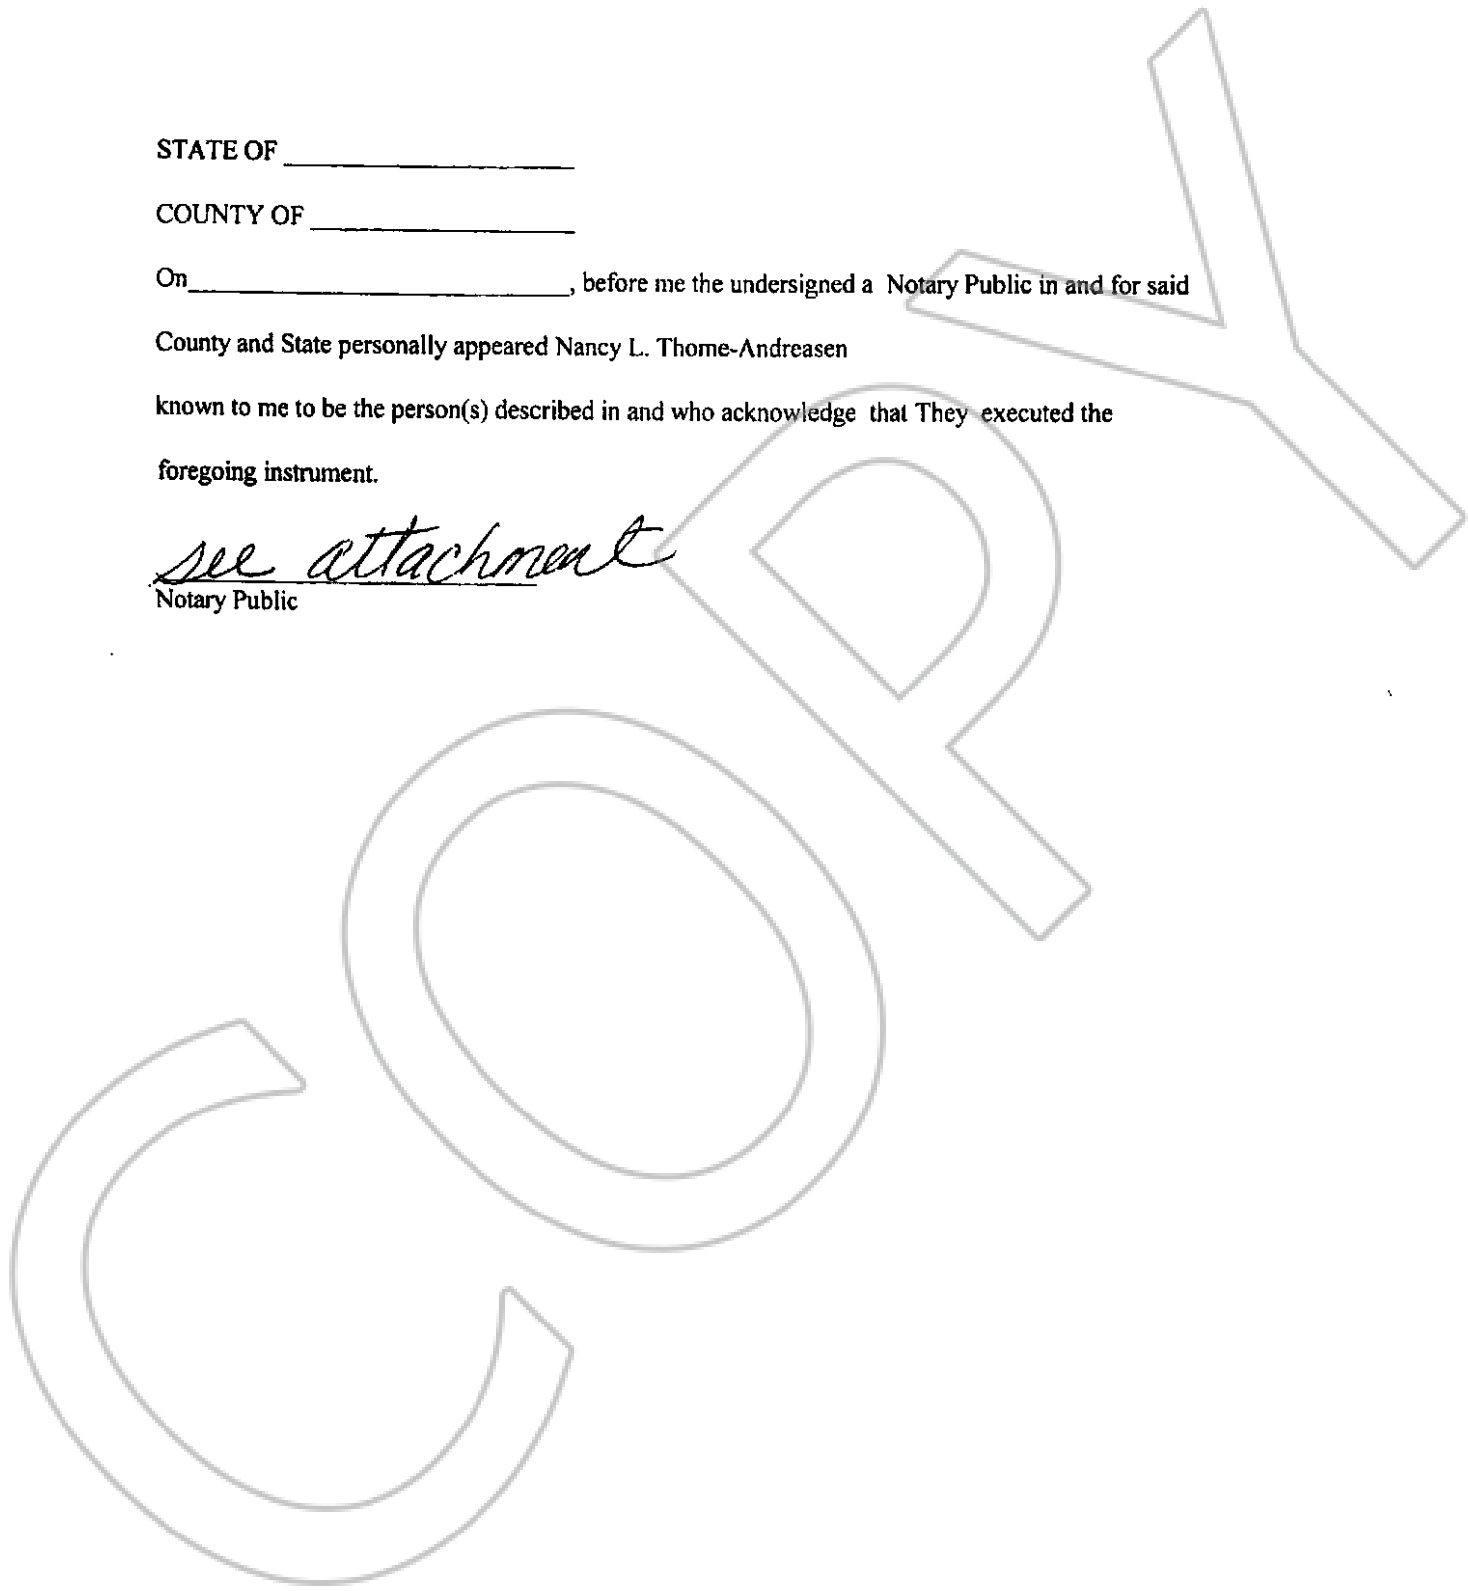 STATE OF
COUNTY OF
On , before me the undersigned a Notary Public in and for said
County and State personally appeared Nancy L. Thome-Andreasen
known to me to be the person(s) described in and who acknowledge that They executed the
foregoing instrument.
see attachment
Notary Public
COPY